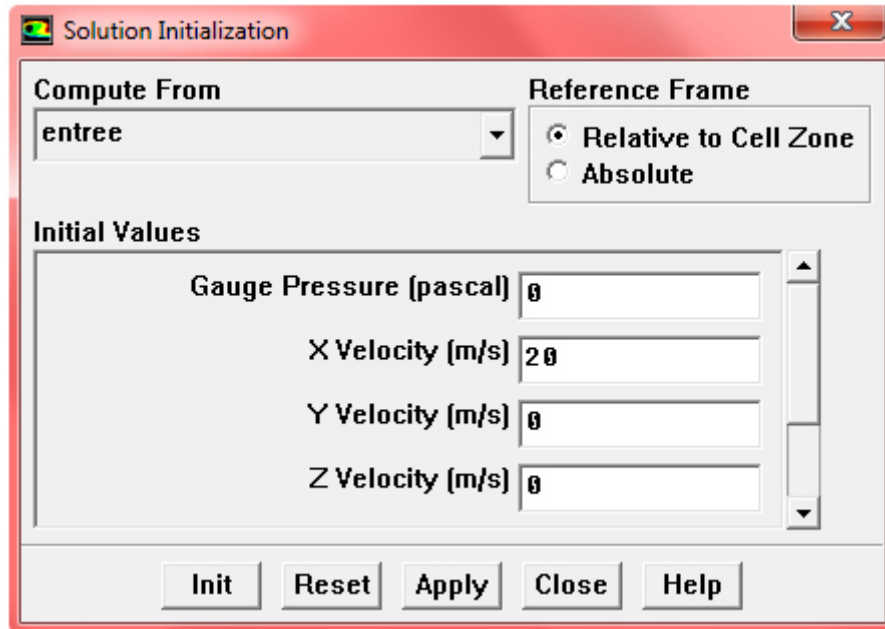 Solution Initialization
Compute From
Reference Frame
entree
Relative to Cell Zone
Absolute
Initial Values
Gauge Pressure (pascal) 0
X Velocity (m/s) 20
Y Velocity (m/s) 0
Z Velocity (m/s) 0
Init Reset Apply Close Help